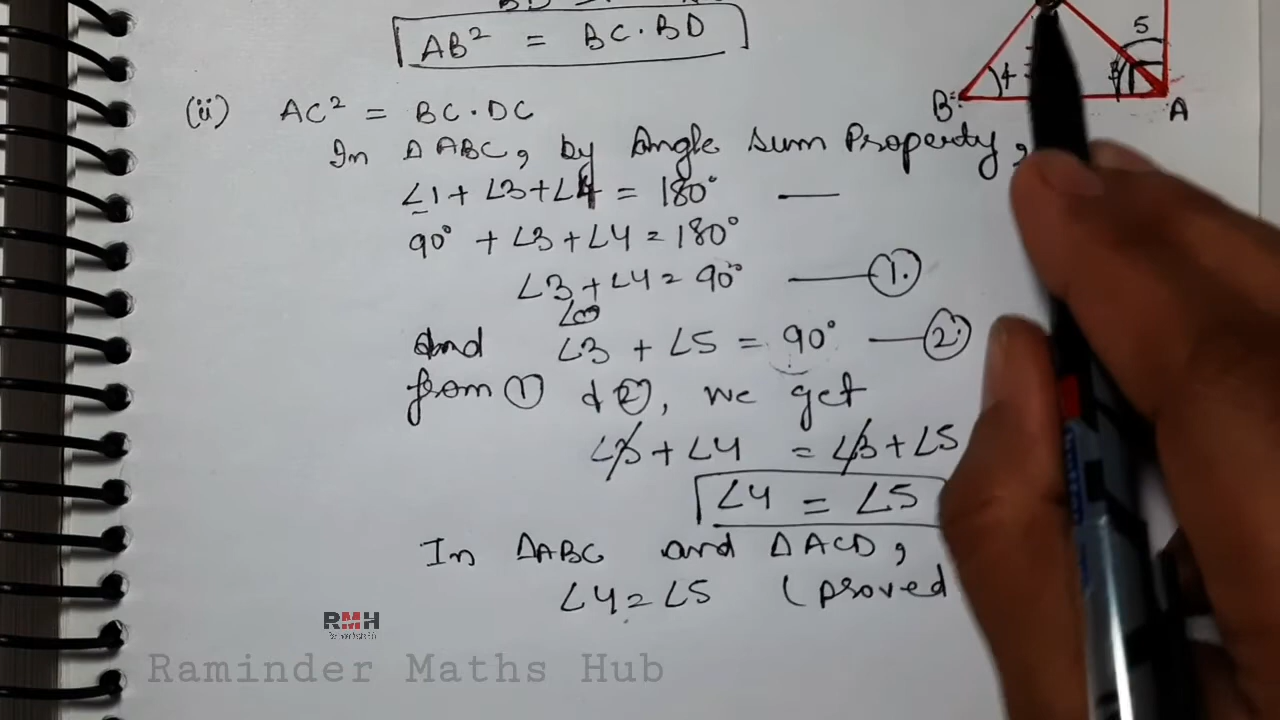 AB² = BC·BD
5
4
B
A
(ii) AC² = BC·DC
In ΔABC, by Angle Sum Property,
∠1 + ∠3 + ∠4 = 180°
90° + ∠3 + ∠4 = 180°
∠3 + ∠4 = 90° —— 1.
And ∠3 + ∠5 = 90° —— 2.
from 1 & 2, we get
∠3 + ∠4 = ∠3 + ∠5
∠4 = ∠5
In ΔABC and ΔACD,
∠4 = ∠5 (proved
RMH
Raminder Maths Hub